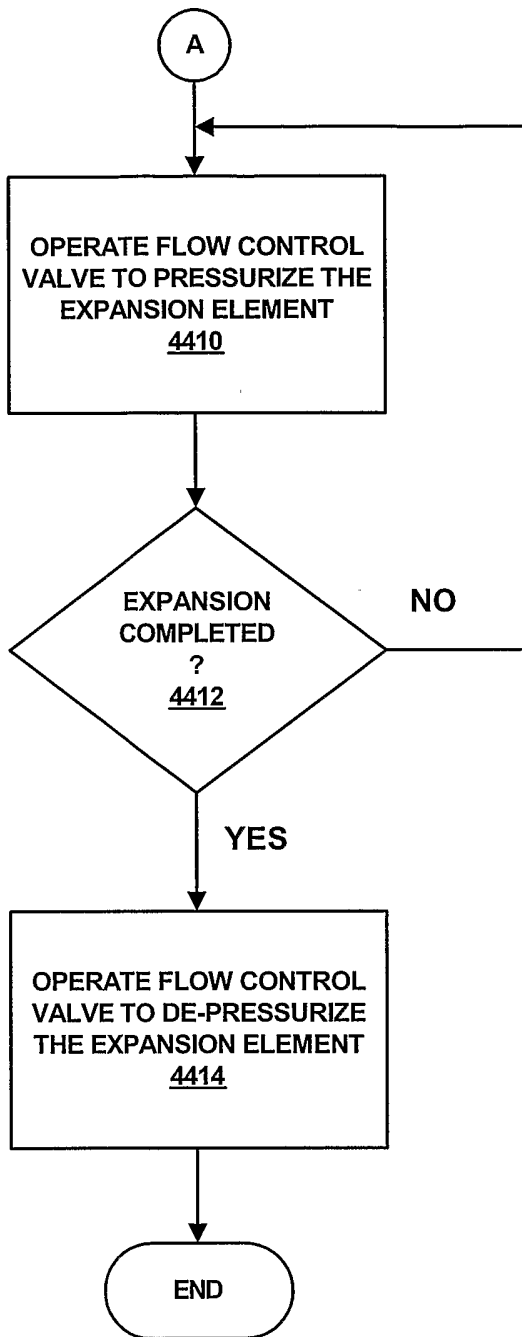 A
OPERATE FLOW CONTROL
VALVE TO PRESSURIZE THE
EXPANSION ELEMENT
4410
EXPANSION
COMPLETED
?
4412
NO
YES
OPERATE FLOW CONTROL
VALVE TO DE-PRESSURIZE
THE EXPANSION ELEMENT
4414
END